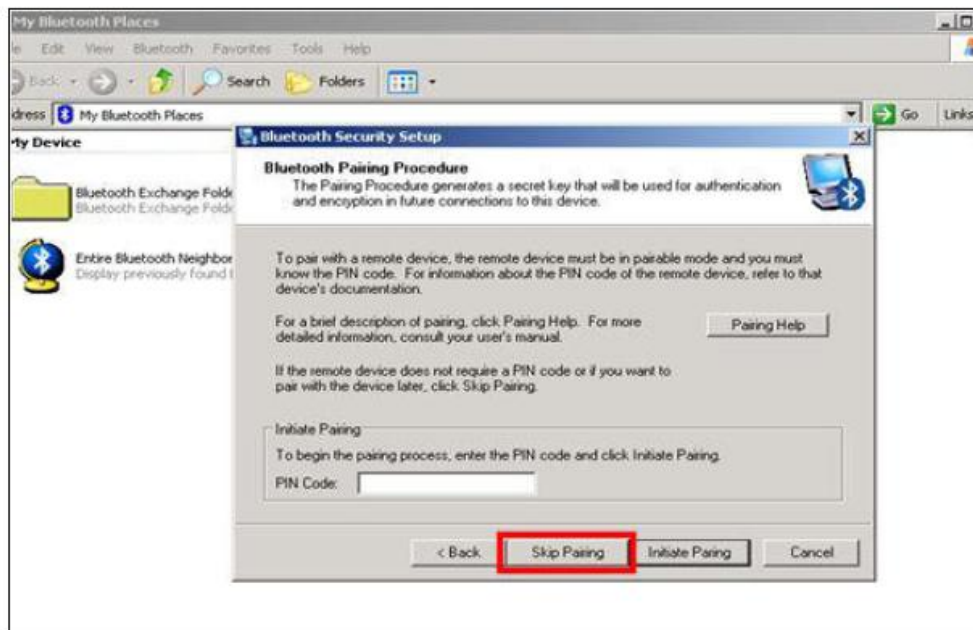 My Bluetooth Places
Edit View Bluetooth Favorites Tools Help
Back Search Folders
dress My Bluetooth Places Go Links
My Device
Bluetooth Exchange Folde
Bluetooth Exchange Folde
Entire Bluetooth Neighbor
Display previously found t
Bluetooth Security Setup
Bluetooth Pairing Procedure
The Pairing Procedure generates a secret key that will be used for authentication
and encryption in future connections to this device.
To pair with a remote device, the remote device must be in pairable mode and you must
know the PIN code. For information about the PIN code of the remote device, refer to that
device's documentation.
For a brief description of pairing, click Pairing Help. For more
detailed information, consult your user's manual.
Pairing Help
If the remote device does not require a PIN code or if you want to
pair with the device later, click Skip Pairing.
Initiate Pairing
To begin the pairing process, enter the PIN code and click Initiate Pairing.
PIN Code:
< Back Skip Pairing Initiate Paring Cancel